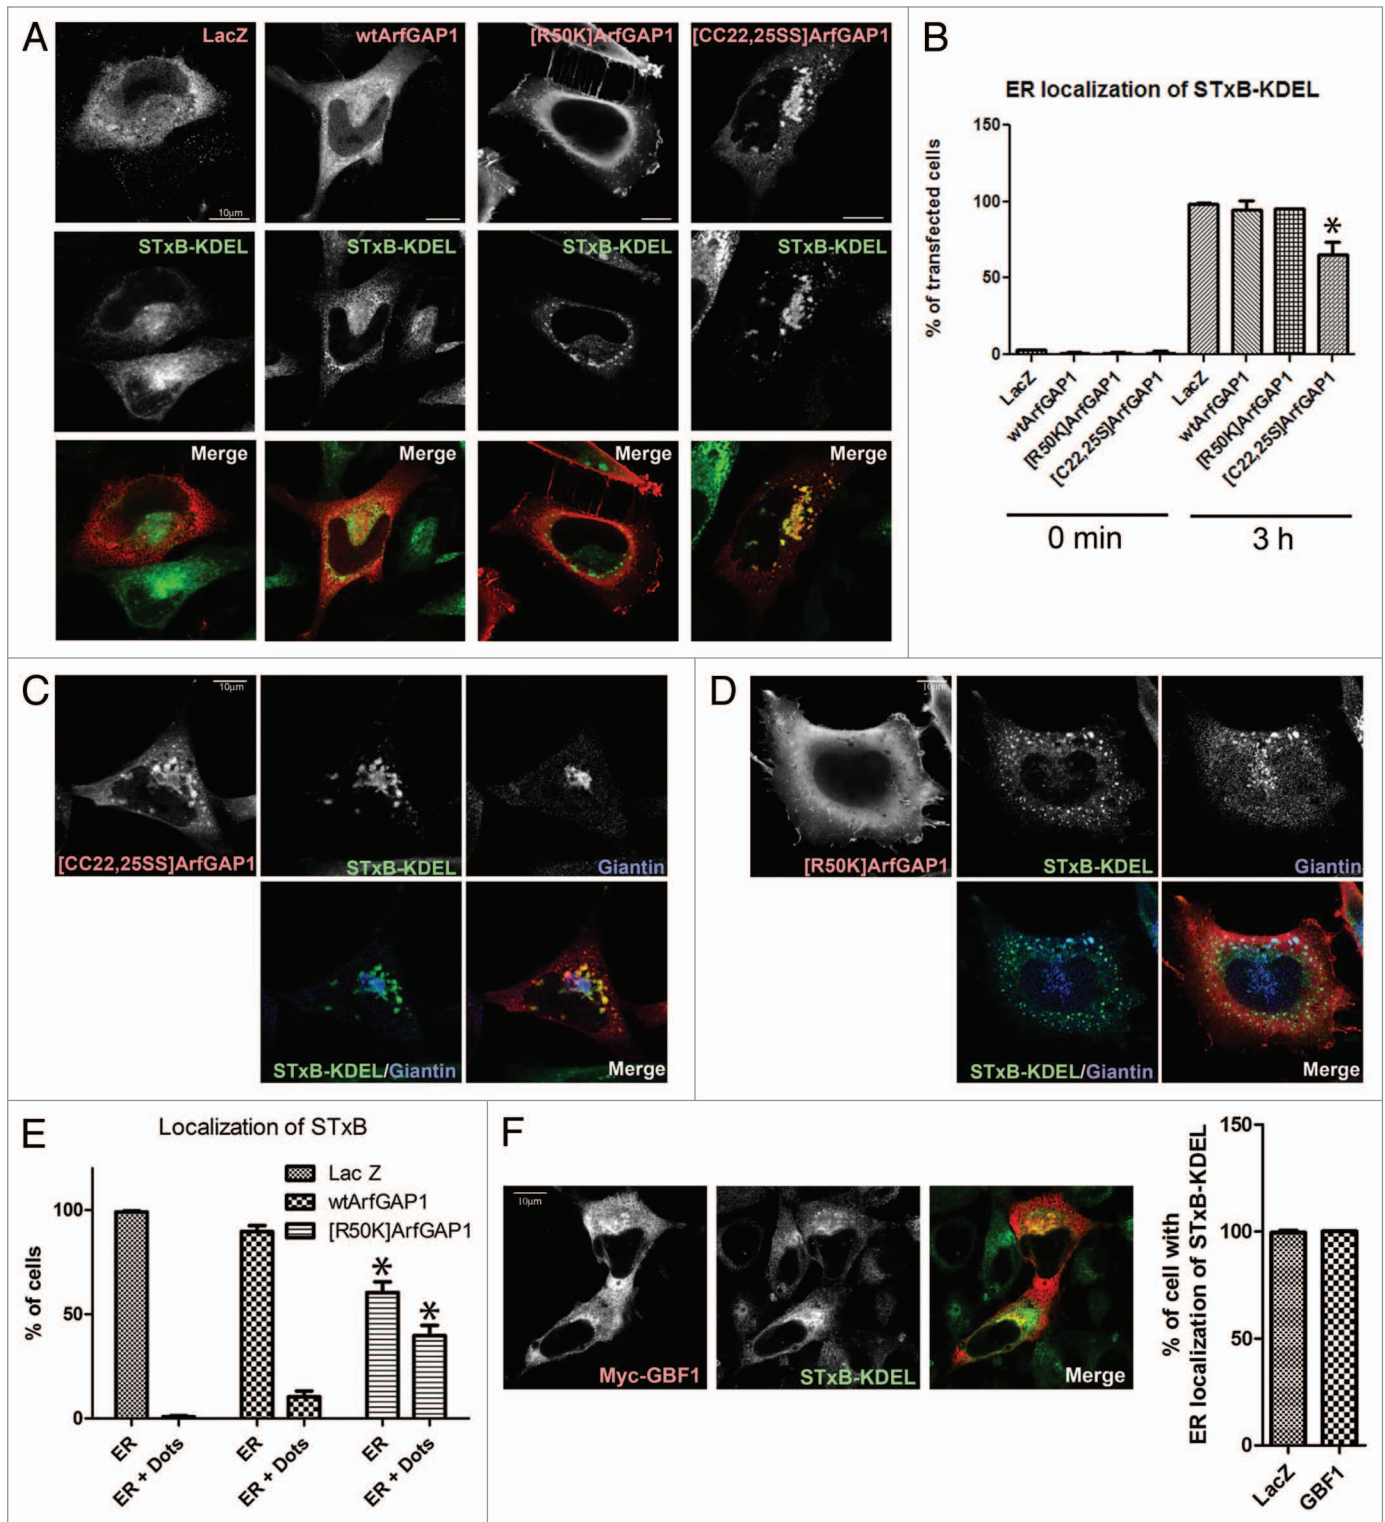 A
LacZ
wtArfGAP1
[R50K]ArfGAP1
[CC22,25SS]ArfGAP1
10µm
STxB-KDEL
STxB-KDEL
STxB-KDEL
STxB-KDEL
Merge
Merge
Merge
Merge
B
ER localization of STxB-KDEL
% of transfected cells
150
100
50
0
*
LacZ
wtArfGAP1
[R50K]ArfGAP1
[C22,25S]ArfGAP1
LacZ
wtArfGAP1
[R50K]ArfGAP1
[C22,25S]ArfGAP1
0 min
3 h
C
10µm
[CC22,25SS]ArfGAP1
STxB-KDEL
Giantin
STxB-KDEL/Giantin
Merge
D
10µm
[R50K]ArfGAP1
STxB-KDEL
Giantin
STxB-KDEL/Giantin
Merge
E
Localization of STxB
Lac Z
wtArfGAP1
[R50K]ArfGAP1
% of cells
100
50
0
*
*
ER
ER + Dots
ER
ER + Dots
ER
ER + Dots
F
10µm
Myc-GBF1
STxB-KDEL
Merge
% of cell with
ER localization of STxB-KDEL
150
100
50
0
LacZ
GBF1